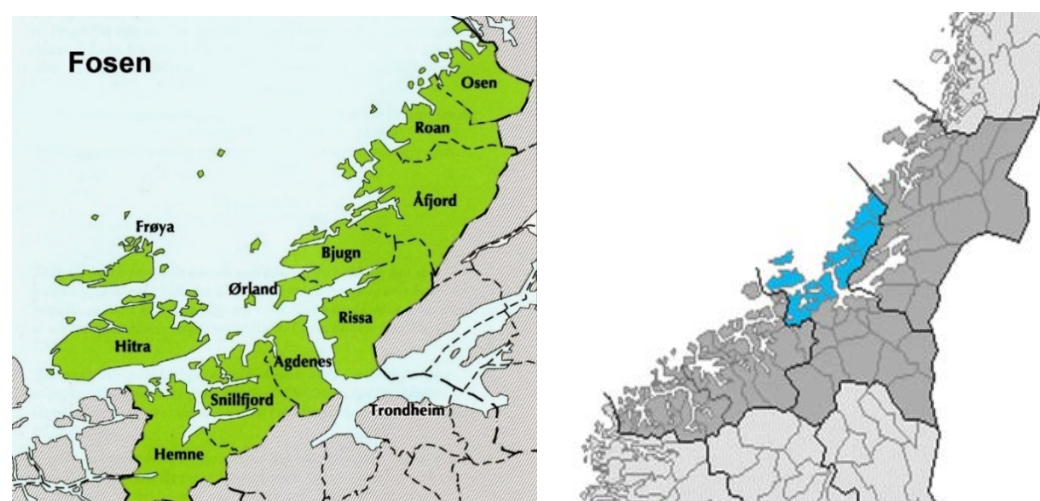 Fosen
Osen
Roan
Åfjord
Frøya
Bjugn
Ørland
Rissa
Hitra
Agdenes
Snillfjord
Trondheim
Hemne